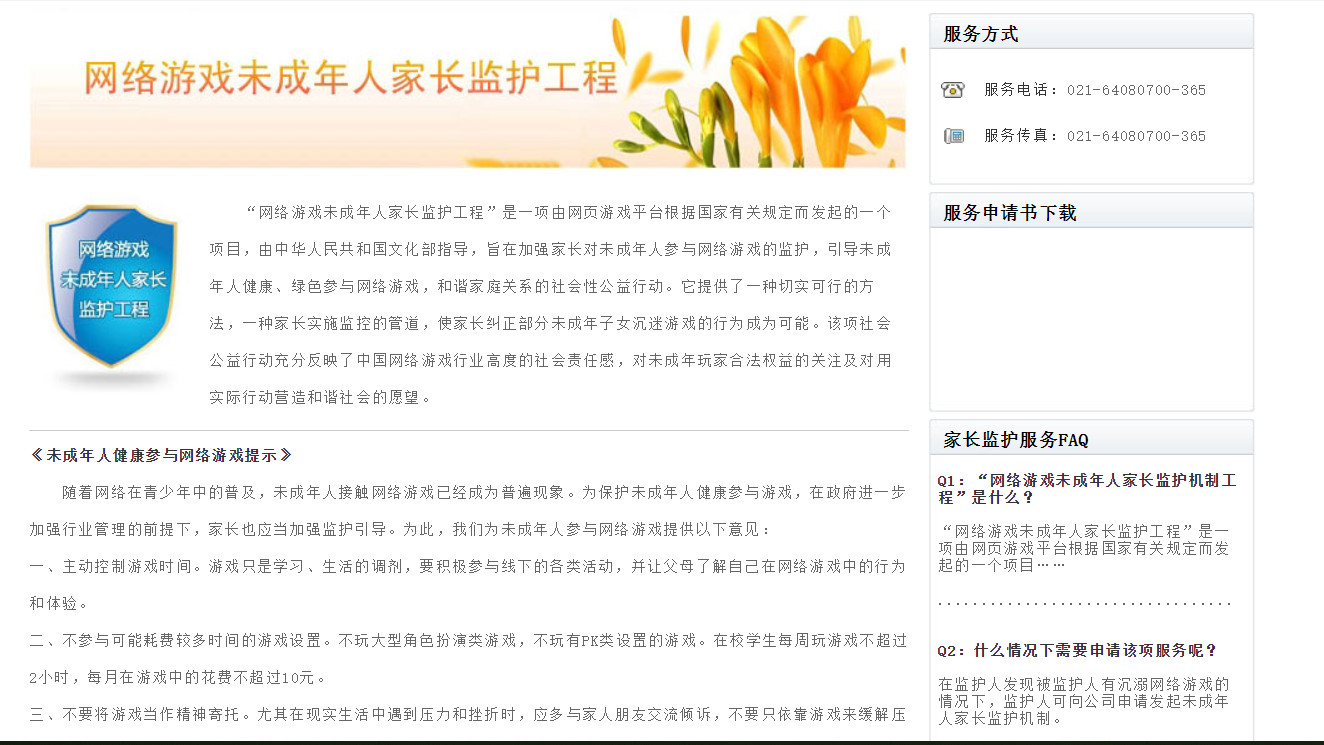 网络游戏未成年人家长监护工程
网络游戏
未成年人家长
监护工程
“网络游戏未成年人家长监护工程”是一项由网页游戏平台根据国家有关规定而发起的一个
项目，由中华人民共和国文化部指导，旨在加强家长对未成年人参与网络游戏的监护，引导未成
年人健康、绿色参与网络游戏，和谐家庭关系的社会性公益行动。它提供了一种切实可行的方
法，一种家长实施监控的管道，使家长纠正部分未成年子女沉迷游戏的行为成为可能。该项社会
公益行动充分反映了中国网络游戏行业高度的社会责任感，对未成年玩家合法权益的关注及对用
实际行动营造和谐社会的愿望。
《未成年人健康参与网络游戏提示》
随着网络在青少年中的普及，未成年人接触网络游戏已经成为普遍现象。为保护未成年人健康参与游戏，在政府进一步
加强行业管理的前提下，家长也应当加强监护引导。为此，我们为未成年人参与网络游戏提供以下意见：
一、主动控制游戏时间。游戏只是学习、生活的调剂，要积极参与线下的各类活动，并让父母了解自己在网络游戏中的行为
和体验。
二、不参与可能耗费较多时间的游戏设置。不玩大型角色扮演类游戏，不玩有PK类设置的游戏。在校学生每周玩游戏不超过
2小时，每月在游戏中的花费不超过10元。
三、不要将游戏当作精神寄托。尤其在现实生活中遇到压力和挫折时，应多与家人朋友交流倾诉，不要只依靠游戏来缓解压
服务方式
服务电话：021-64080700-365
服务传真：021-64080700-365
服务申请书下载
家长监护服务FAQ
Q1：“网络游戏未成年人家长监护机制工
程”是什么？
“网络游戏未成年人家长监护工程”是一
项由网页游戏平台根据国家有关规定而发
起的一个项目……
Q2：什么情况下需要申请该项服务呢？
在监护人发现被监护人有沉溺网络游戏的
情况下，监护人可向公司申请发起未成年
人家长监护机制。